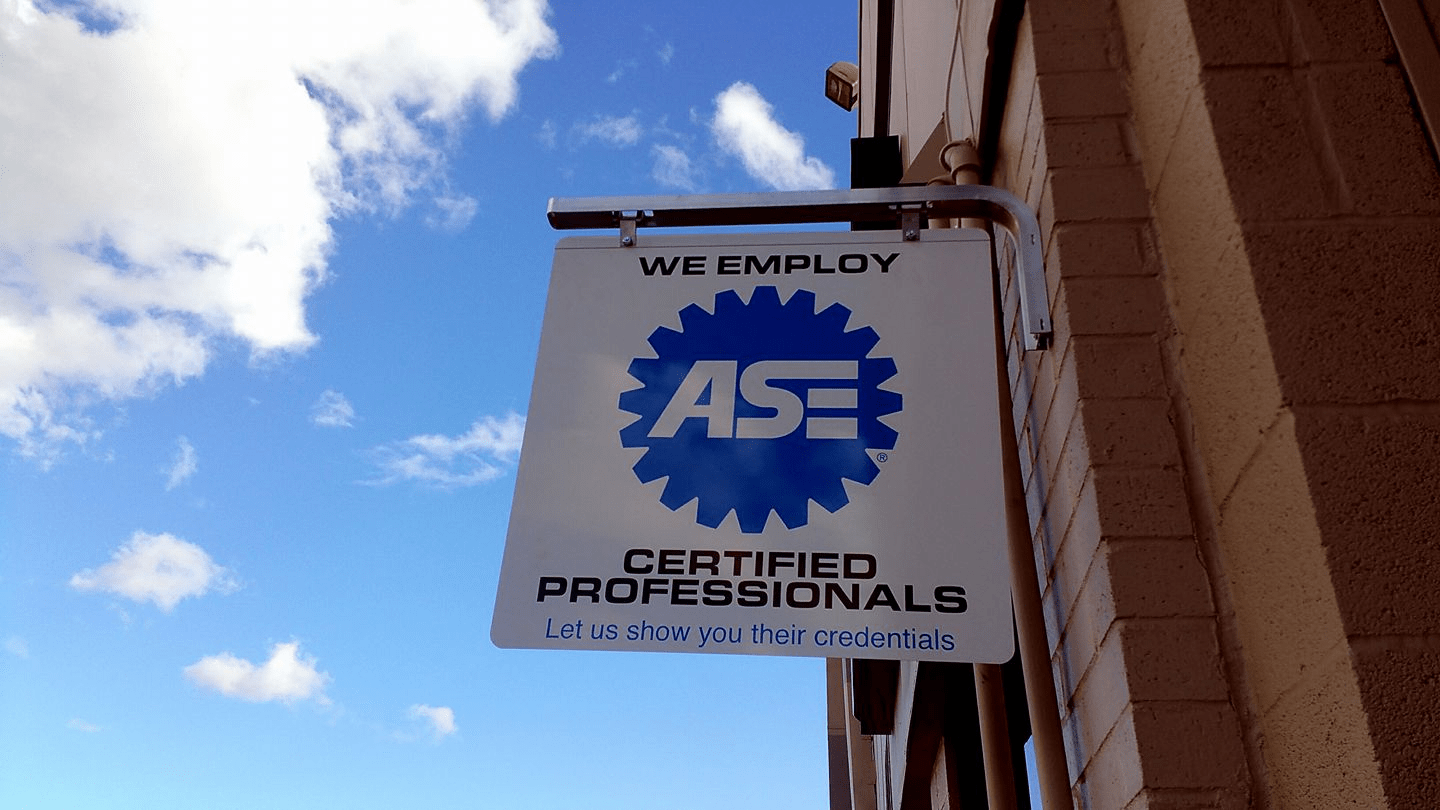 WE EMPLOY
ASE
®
CERTIFIED
PROFESSIONALS
Let us show you their credentials